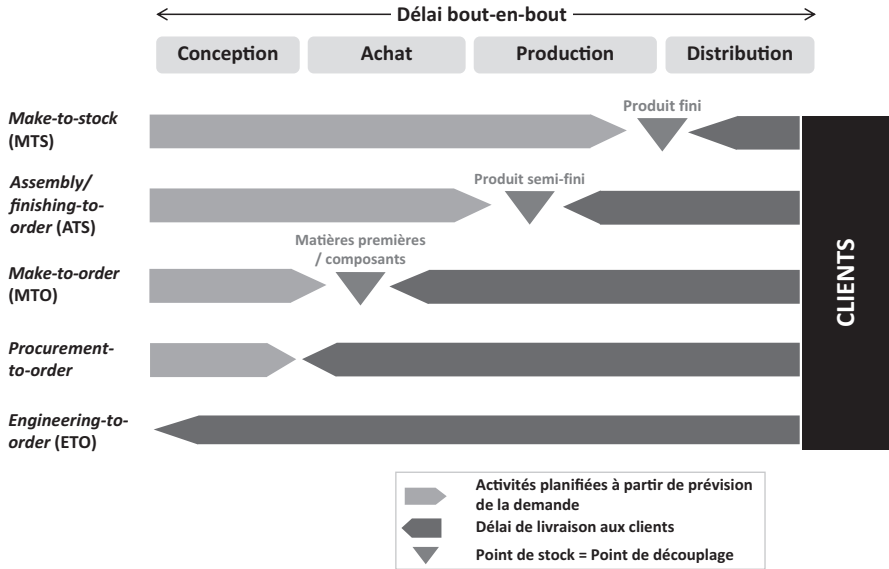 Délai bout-en-bout
Conception
Achat
Production
Distribution
Produit fini
Make-to-stock
(MTS)
Assembly/
finishing-to-
order (ATS)
Produit semi-fini
Matières premières
/ composants
Make-to-order
(MTO)
Procurement-
to-order
Engineering-to-
order (ETO)
CLIENTS
Activités planifiées à partir de prévision
de la demande
Délai de livraison aux clients
Point de stock = Point de découplage